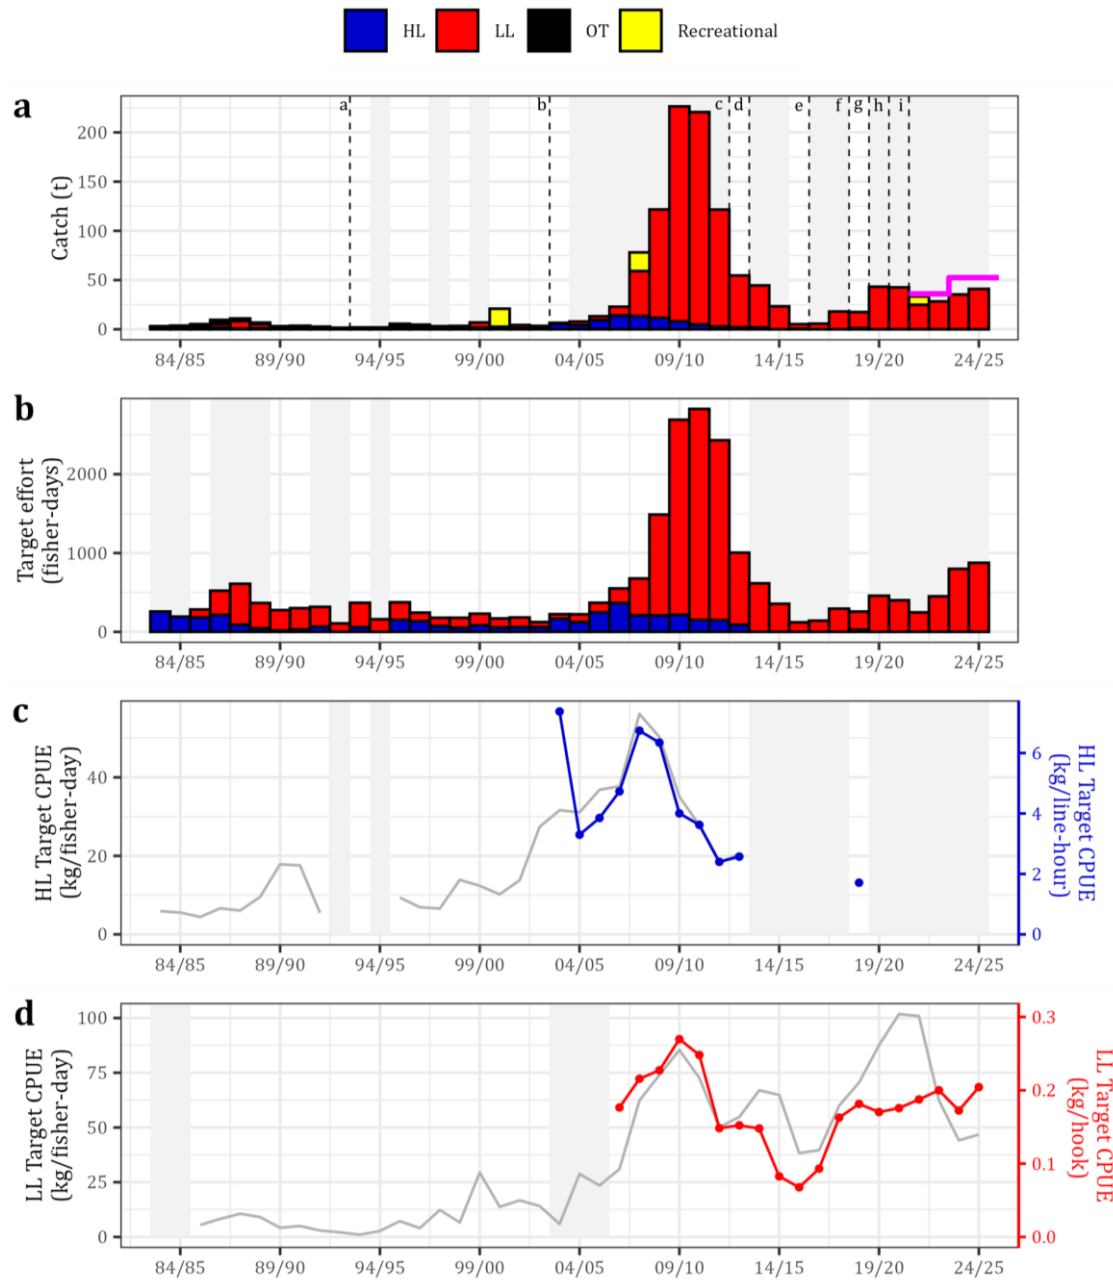 HL LL OT Recreational
a
Catch (t)
200
150
100
50
0
a b c d e f g h i
84/85 89/90 94/95 99/00 04/05 09/10 14/15 19/20 24/25
b
Target effort
(fisher-days)
2000
1000
0
84/85 89/90 94/95 99/00 04/05 09/10 14/15 19/20 24/25
c
HL Target CPUE
(kg/fisher-day)
40
20
0
6
4
2
0
HL Target CPUE
(kg/line-hour)
84/85 89/90 94/95 99/00 04/05 09/10 14/15 19/20 24/25
d
LL Target CPUE
(kg/fisher-day)
100
75
50
25
0
0.3
0.2
0.1
0.0
LL Target CPUE
(kg/hook)
84/85 89/90 94/95 99/00 04/05 09/10 14/15 19/20 24/25